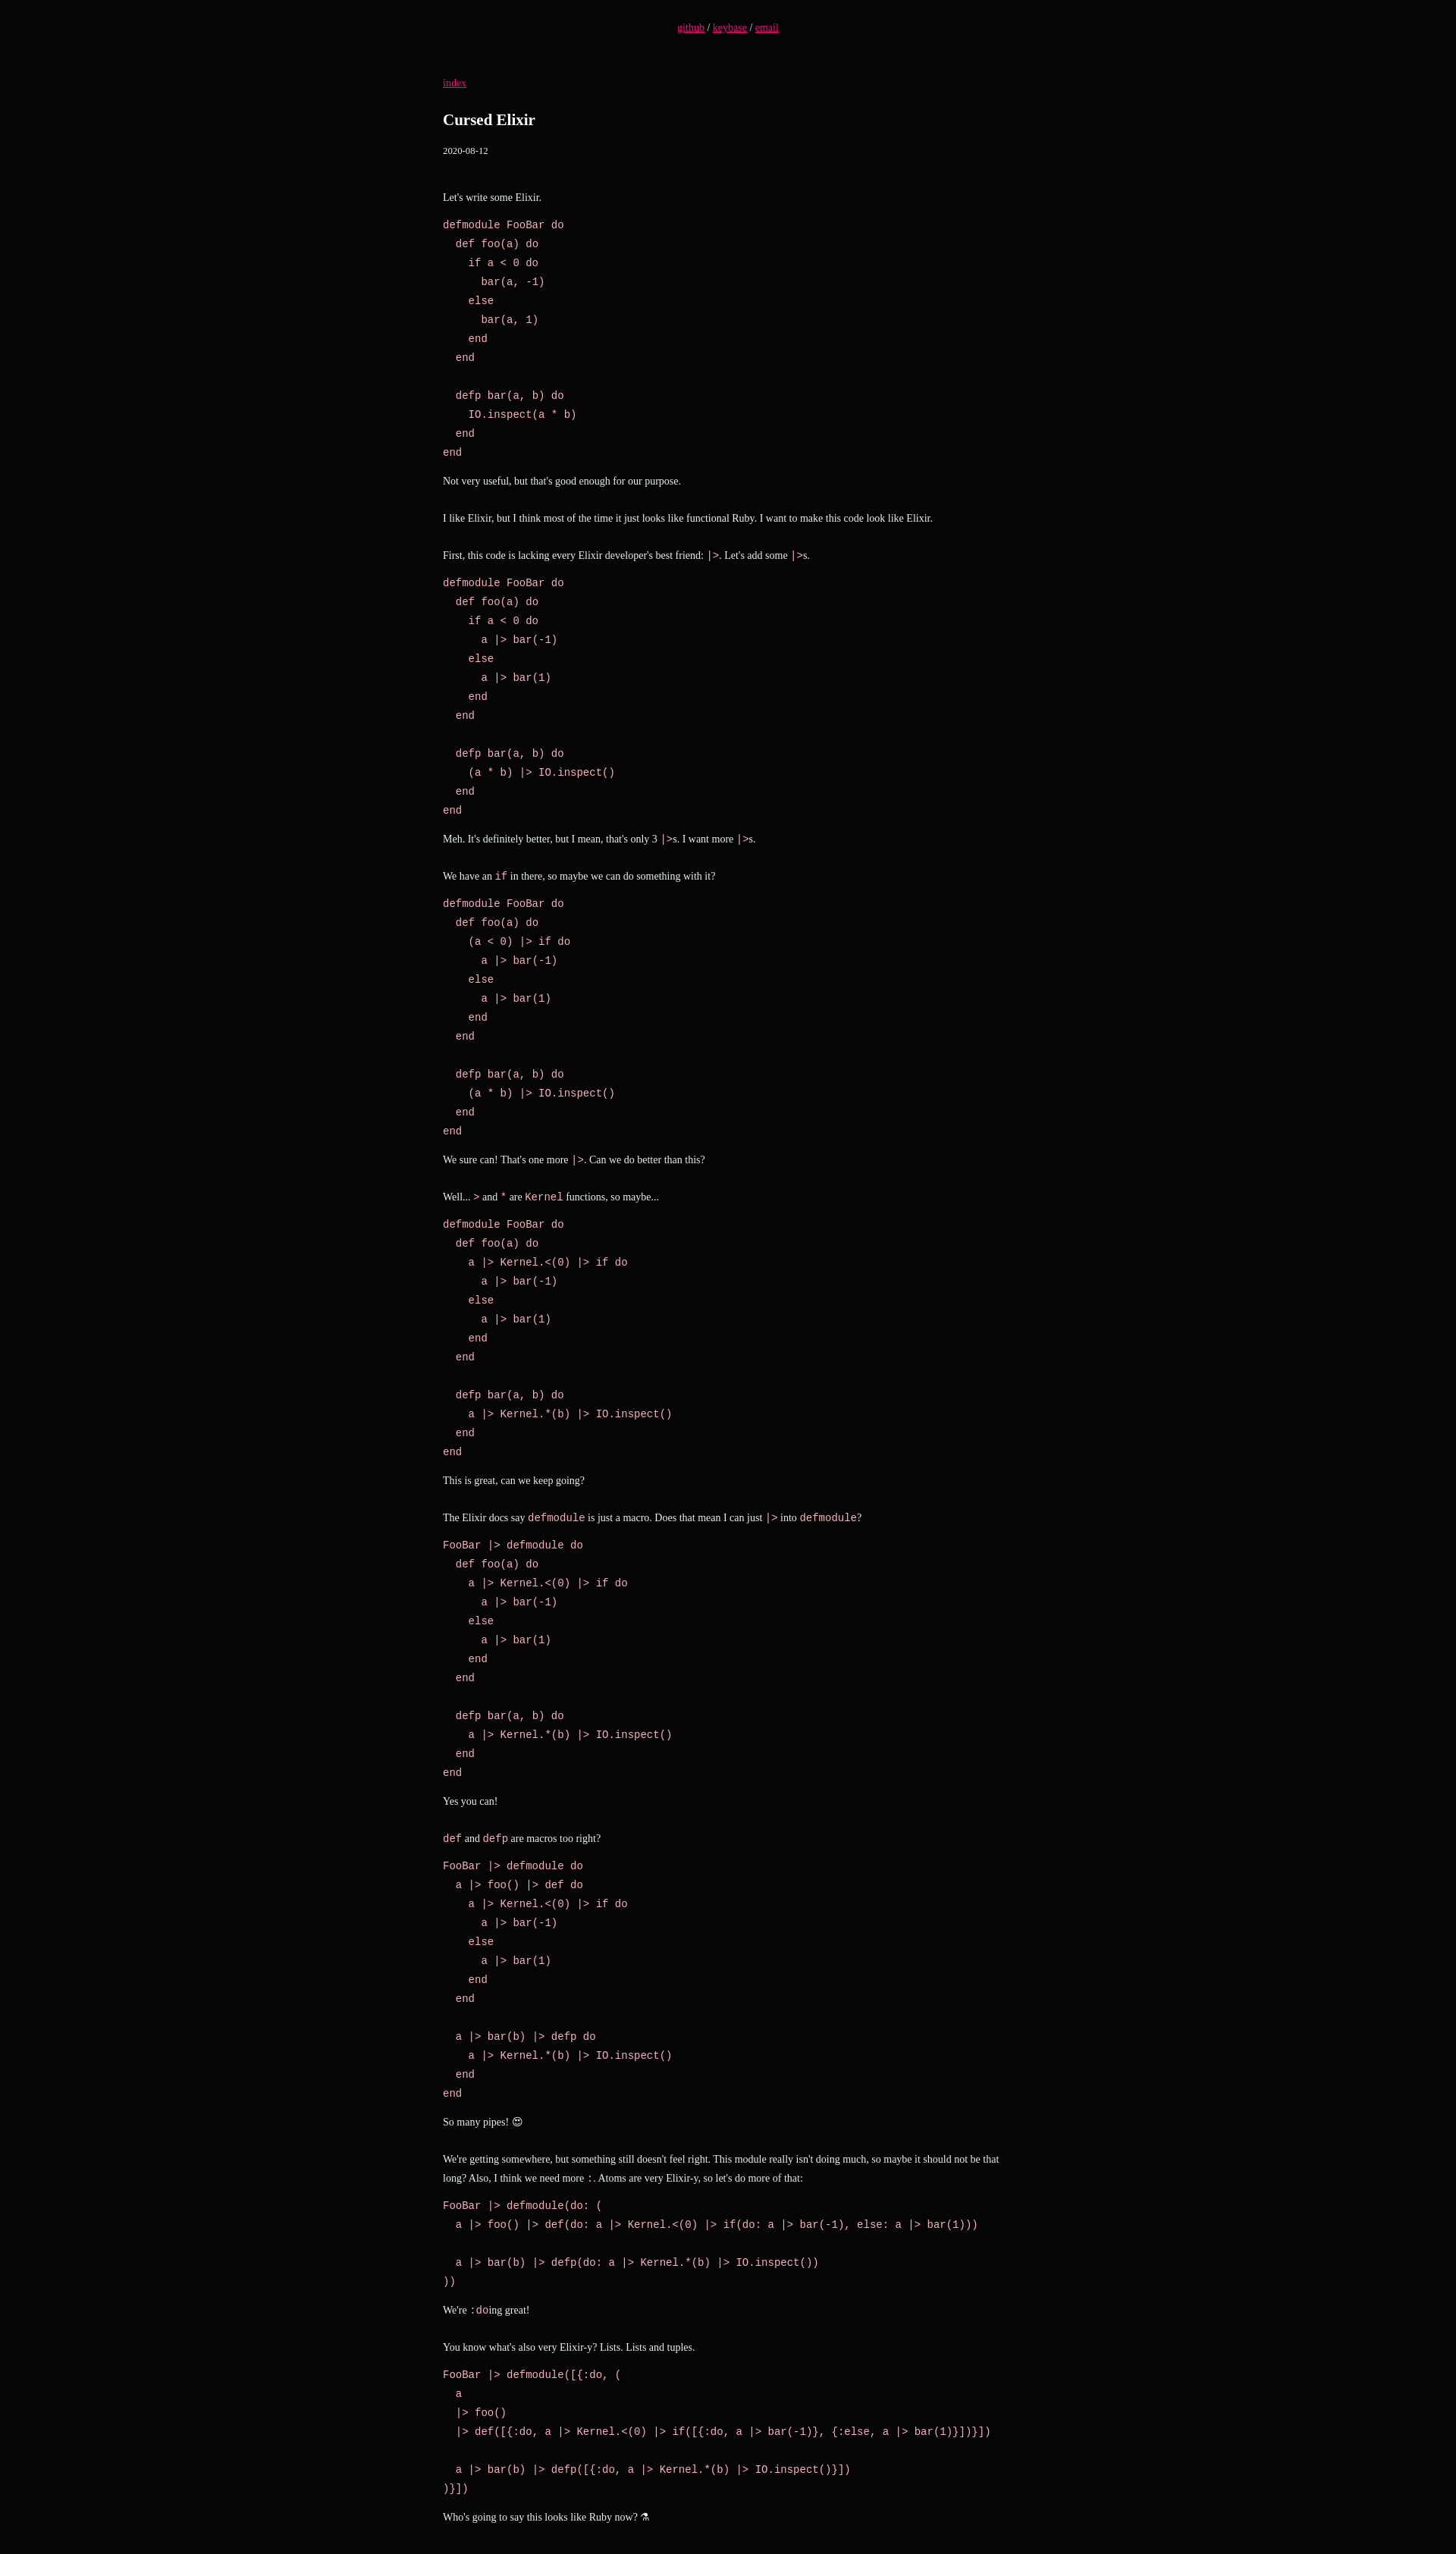 github / keybase / email
index
Cursed Elixir
2020-08-12
Let's write some Elixir.
defmodule FooBar do
  def foo(a) do
    if a < 0 do
      bar(a, -1)
    else
      bar(a, 1)
    end
  end

  defp bar(a, b) do
    IO.inspect(a * b)
  end
end
Not very useful, but that's good enough for our purpose.
I like Elixir, but I think most of the time it just looks like functional Ruby. I want to make this code look like Elixir.
First, this code is lacking every Elixir developer's best friend: |>. Let's add some |>s.
defmodule FooBar do
  def foo(a) do
    if a < 0 do
      a |> bar(-1)
    else
      a |> bar(1)
    end
  end

  defp bar(a, b) do
    (a * b) |> IO.inspect()
  end
end
Meh. It's definitely better, but I mean, that's only 3 |>s. I want more |>s.
We have an if in there, so maybe we can do something with it?
defmodule FooBar do
  def foo(a) do
    (a < 0) |> if do
      a |> bar(-1)
    else
      a |> bar(1)
    end
  end

  defp bar(a, b) do
    (a * b) |> IO.inspect()
  end
end
We sure can! That's one more |>. Can we do better than this?
Well... > and * are Kernel functions, so maybe...
defmodule FooBar do
  def foo(a) do
    a |> Kernel.<(0) |> if do
      a |> bar(-1)
    else
      a |> bar(1)
    end
  end

  defp bar(a, b) do
    a |> Kernel.*(b) |> IO.inspect()
  end
end
This is great, can we keep going?
The Elixir docs say defmodule is just a macro. Does that mean I can just |> into defmodule?
FooBar |> defmodule do
  def foo(a) do
    a |> Kernel.<(0) |> if do
      a |> bar(-1)
    else
      a |> bar(1)
    end
  end

  defp bar(a, b) do
    a |> Kernel.*(b) |> IO.inspect()
  end
end
Yes you can!
def and defp are macros too right?
FooBar |> defmodule do
  a |> foo() |> def do
    a |> Kernel.<(0) |> if do
      a |> bar(-1)
    else
      a |> bar(1)
    end
  end

  a |> bar(b) |> defp do
    a |> Kernel.*(b) |> IO.inspect()
  end
end
So many pipes! 😍
We're getting somewhere, but something still doesn't feel right. This module really isn't doing much, so maybe it should not be that
long? Also, I think we need more :. Atoms are very Elixir-y, so let's do more of that:
FooBar |> defmodule(do: (
  a |> foo() |> def(do: a |> Kernel.<(0) |> if(do: a |> bar(-1), else: a |> bar(1)))

  a |> bar(b) |> defp(do: a |> Kernel.*(b) |> IO.inspect())
))
We're :doing great!
You know what's also very Elixir-y? Lists. Lists and tuples.
FooBar |> defmodule([{:do, (
  a
  |> foo()
  |> def([{:do, a |> Kernel.<(0) |> if([{:do, a |> bar(-1)}, {:else, a |> bar(1)}])}])

  a |> bar(b) |> defp([{:do, a |> Kernel.*(b) |> IO.inspect()}])
)}])
Who's going to say this looks like Ruby now? ⚗